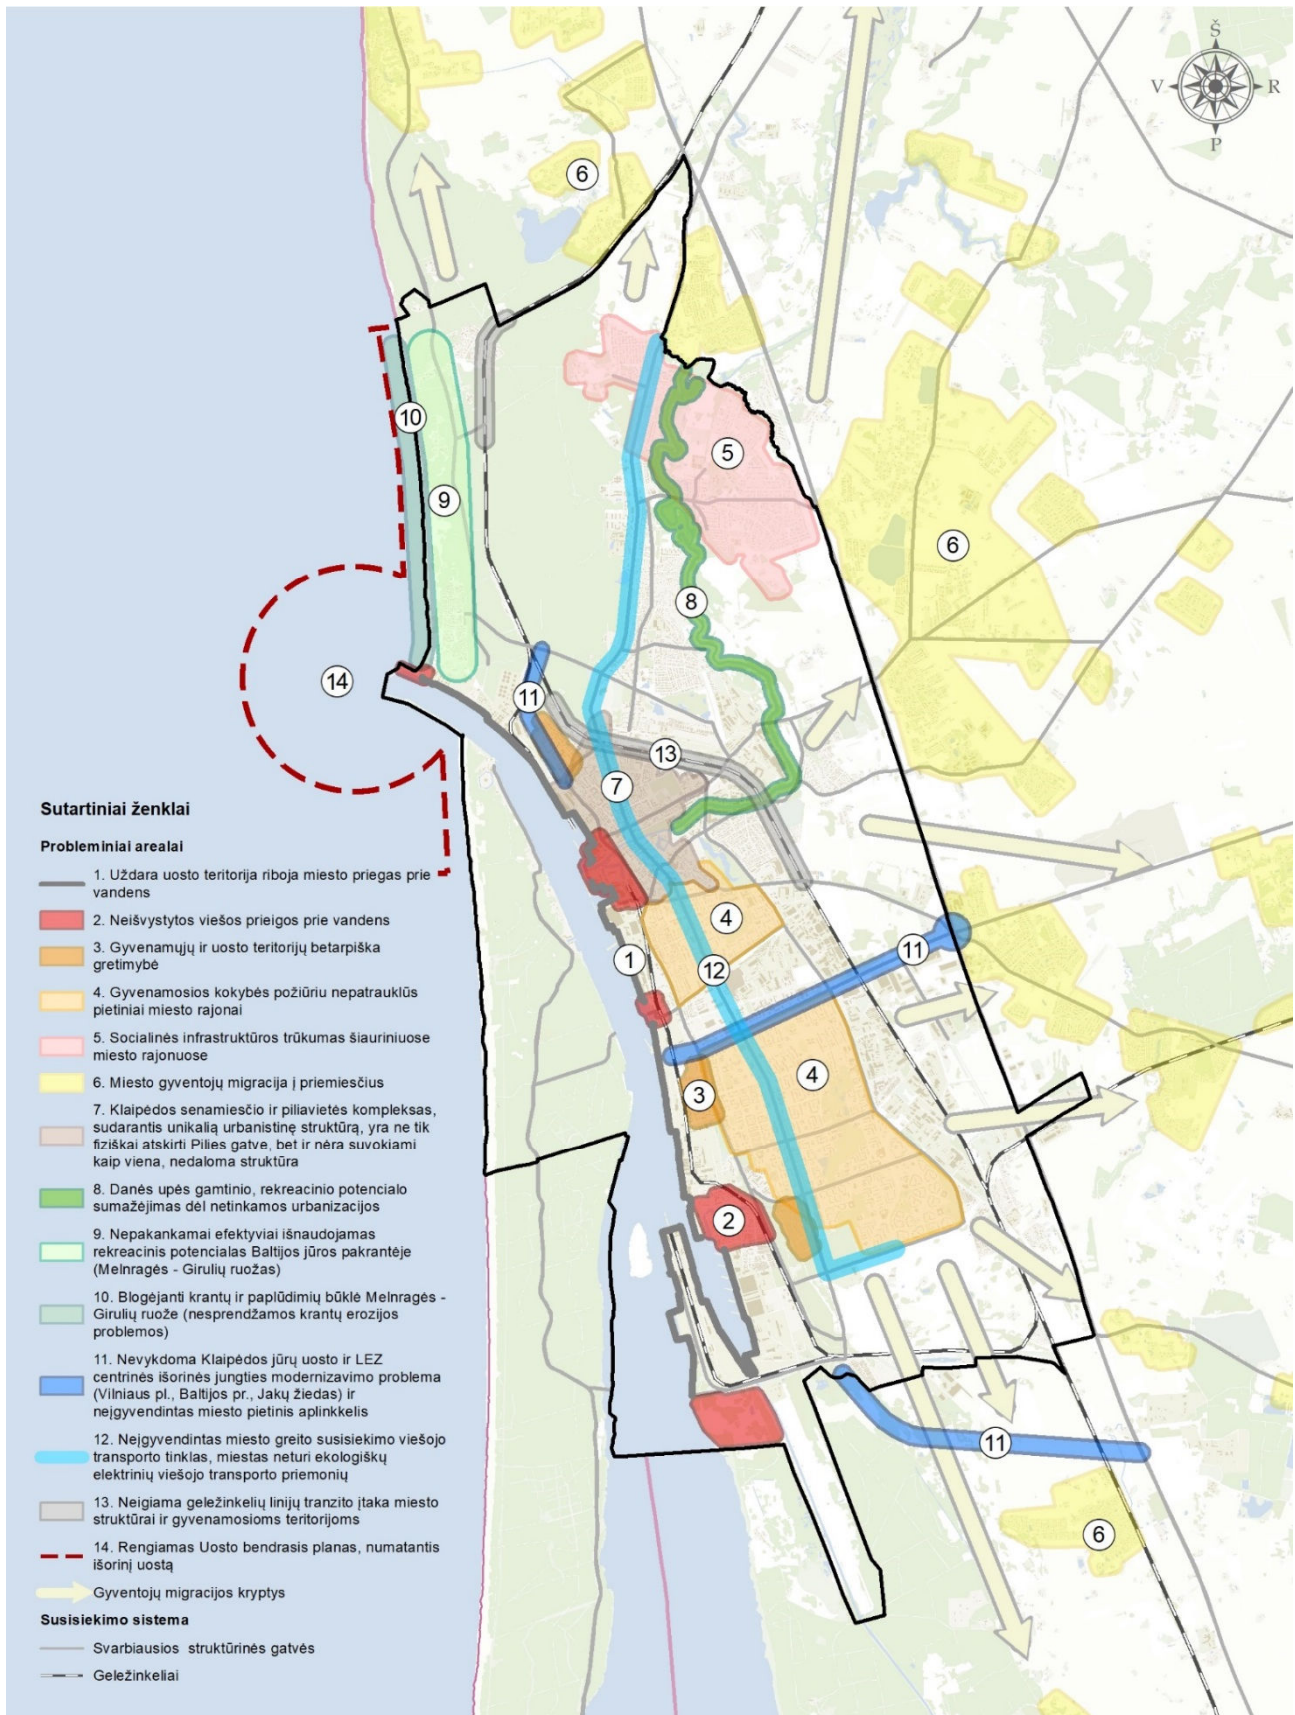 Š
V R
P
6
10
5
9
6
8
14
11
13
7
4
11
1
12
4
3
2
11
6
Sutartiniai ženklai
Probleminiai arealai
1. Uždara uosto teritorija riboja miesto priegas prie
vandens
2. Neišvystytos viešos prieigos prie vandens
3. Gyvenamųjų ir uosto teritorijų betarpiška
gretimybė
4. Gyvenamosios kokybės požiūriu nepatrauklūs
pietiniai miesto rajonai
5. Socialinės infrastruktūros trūkumas šiauriniuose
miesto rajonuose
6. Miesto gyventojų migracija į priemiesčius
7. Klaipėdos senamiesčio ir piliavietės kompleksas,
sudarantis unikalią urbanistinę struktūrą, yra ne tik
fiziškai atskirti Pilies gatve, bet ir nėra suvokiami
kaip viena, nedaloma struktūra
8. Danės upės gamtinio, rekreacinio potencialo
sumažėjimas dėl netinkamos urbanizacijos
9. Nepakankamai efektyviai išnaudojamas
rekreacinis potencialas Baltijos jūros pakrantėje
(Melnragės - Girulių ruožas)
10. Blogėjanti krantų ir paplūdimių būklė Melnragės -
Girulių ruože (nesprendžamos krantų erozijos
problemos)
11. Nevykdoma Klaipėdos jūrų uosto ir LEZ
centrinės išorinės jungties modernizavimo problema
(Vilniaus pl., Baltijos pr., Jakų žiedas) ir
neįgyvendintas miesto pietinis aplinkkelis
12. Neįgyvendintas miesto greito susisiekimo viešojo
transporto tinklas, miestas neturi ekologiškų
elektrinių viešojo transporto priemonių
13. Neigiama geležinkelių linijų tranzito įtaka miesto
struktūrai ir gyvenamosioms teritorijoms
14. Rengiamas Uosto bendrasis planas, numatantis
išorinį uostą
Gyventojų migracijos kryptys
Susisiekimo sistema
Svarbiausios struktūrinės gatvės
Geležinkeliai